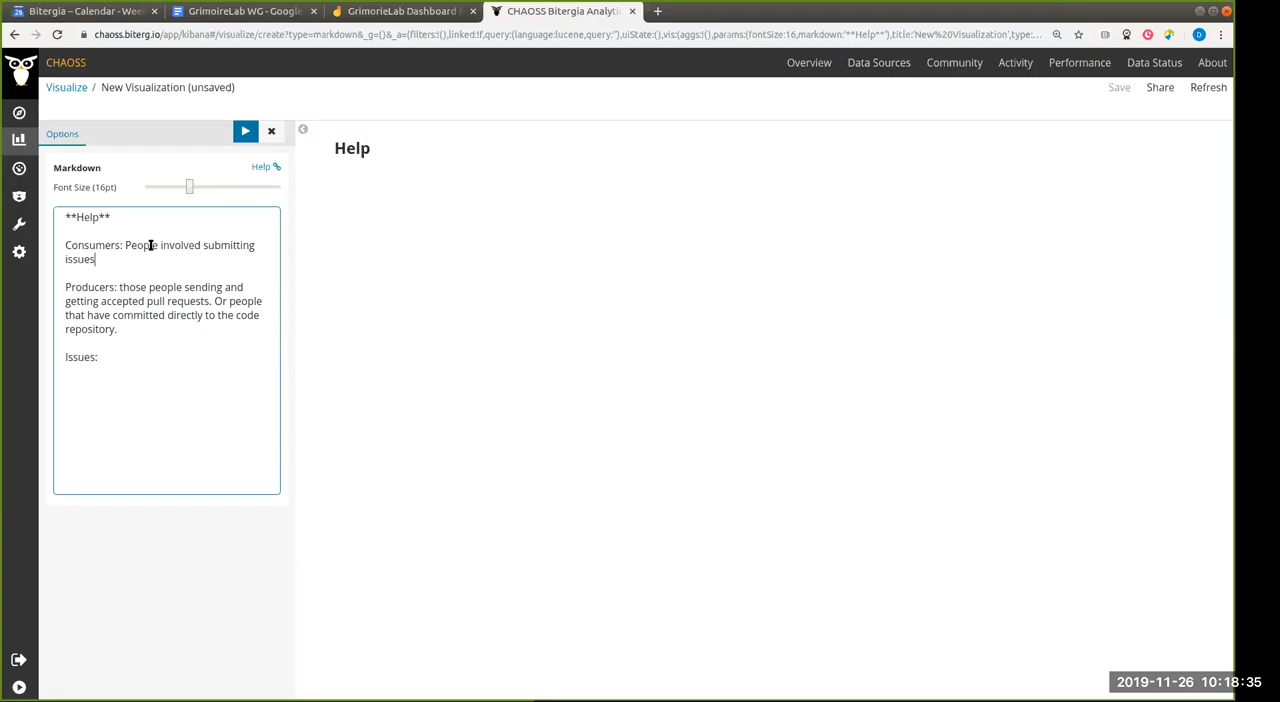 Bitergia – Calendar - Wee
GrimoireLab WG - Google
GrimorieLab Dashboard
CHAOSS Bitergia Analyti
chaoss.biterg.io/app/kibana#/visualize/create?type=markdown&_g=()&_a=(filters:!(),linked:!f,query:(language:lucene,query:''),uiState:(),vis:(aggs:!(),params:(fontSize:16,markdown:'**Help**'),title:'New%20Visualization',type:...
D
CHAOSS
Overview
Data Sources
Community
Activity
Performance
Data Status
About
Visualize / New Visualization (unsaved)
Save
Share
Refresh
Options
Markdown
Help
Font Size (16pt)
**Help**
Consumers: People involved submitting
issues
Producers: those people sending and
getting accepted pull requests. Or people
that have committed directly to the code
repository.
Issues:
Help
2019-11-26 10:18:35